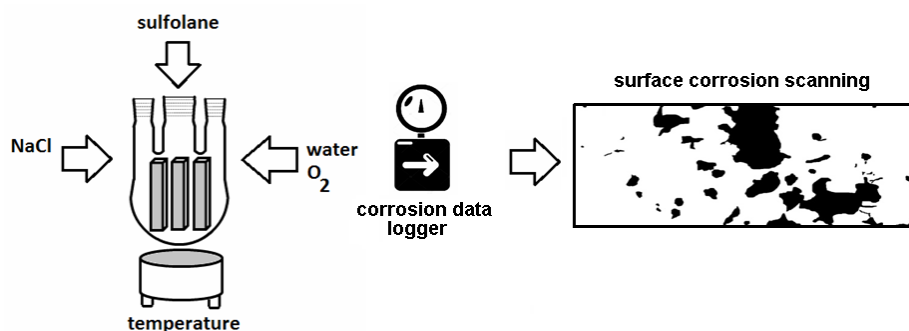 sulfolane
NaCl
water
O2
temperature
corrosion data
logger
surface corrosion scanning